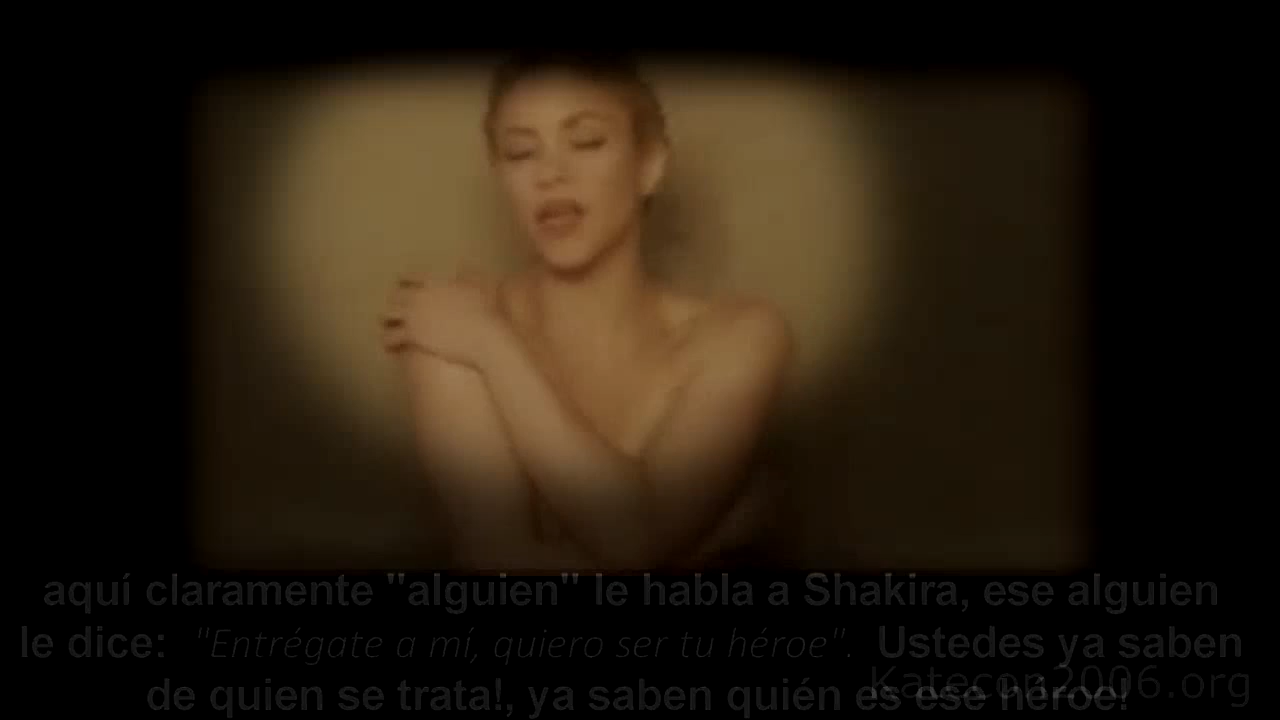 aquí claramente "alguien" le habla a Shakira, ese alguien
le dice: "Entrégate a mí, quiero ser tu héroe". Ustedes ya saben
de quien se trata!, ya saben quién es ese héroe!
Katecon2006.org